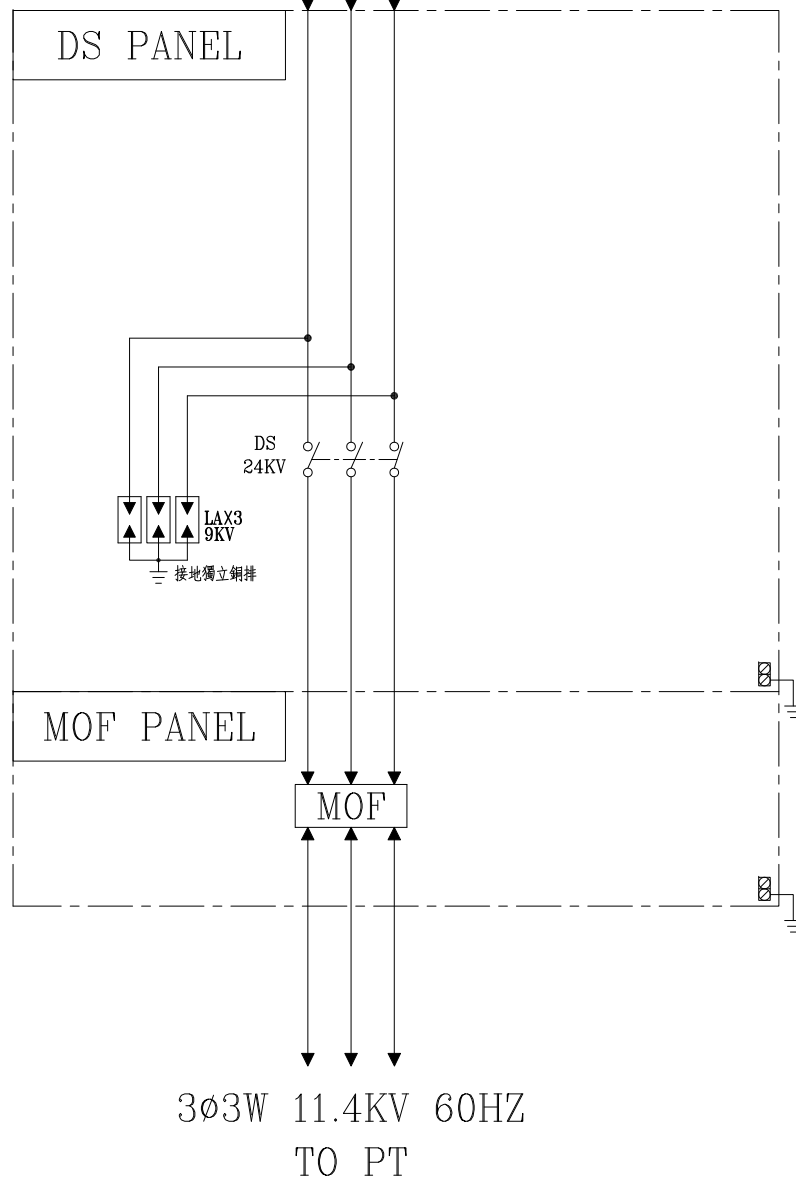 DS PANEL
DS
24KV
LAX3
9KV
接地獨立銅排
MOF PANEL
MOF
3ø3W 11.4KV 60HZ
TO PT